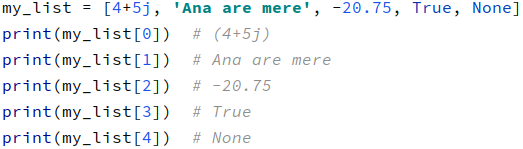 my_list = [4+5j, 'Ana are mere', -20.75, True, None]
print(my_list[0])  # (4+5j)
print(my_list[1])  # Ana are mere
print(my_list[2])  # -20.75
print(my_list[3])  # True
print(my_list[4])  # None